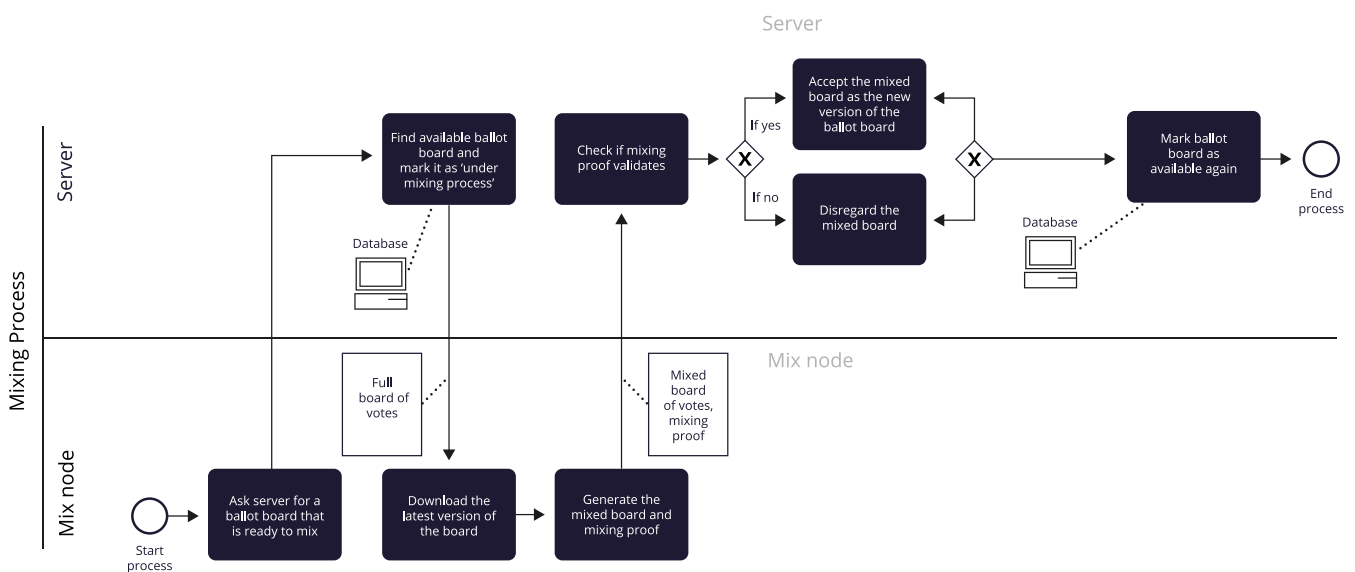 Server
Accept the mixed
board as the new
version of the
ballot board
Find available ballot
board and
mark it as ‘under
mixing process’
Check if mixing
proof validates
If yes
X
If no
Disregard the
mixed board
X
Mark ballot
board as
available again
End
process
Server
Database
Database
Mixing Process
Mix node
Full
board of
votes
Mixed
board
of votes,
mixing
proof
Mix node
Start
process
Ask server for a
ballot board that
is ready to mix
Download the
latest version of
the board
Generate the
mixed board and
mixing proof